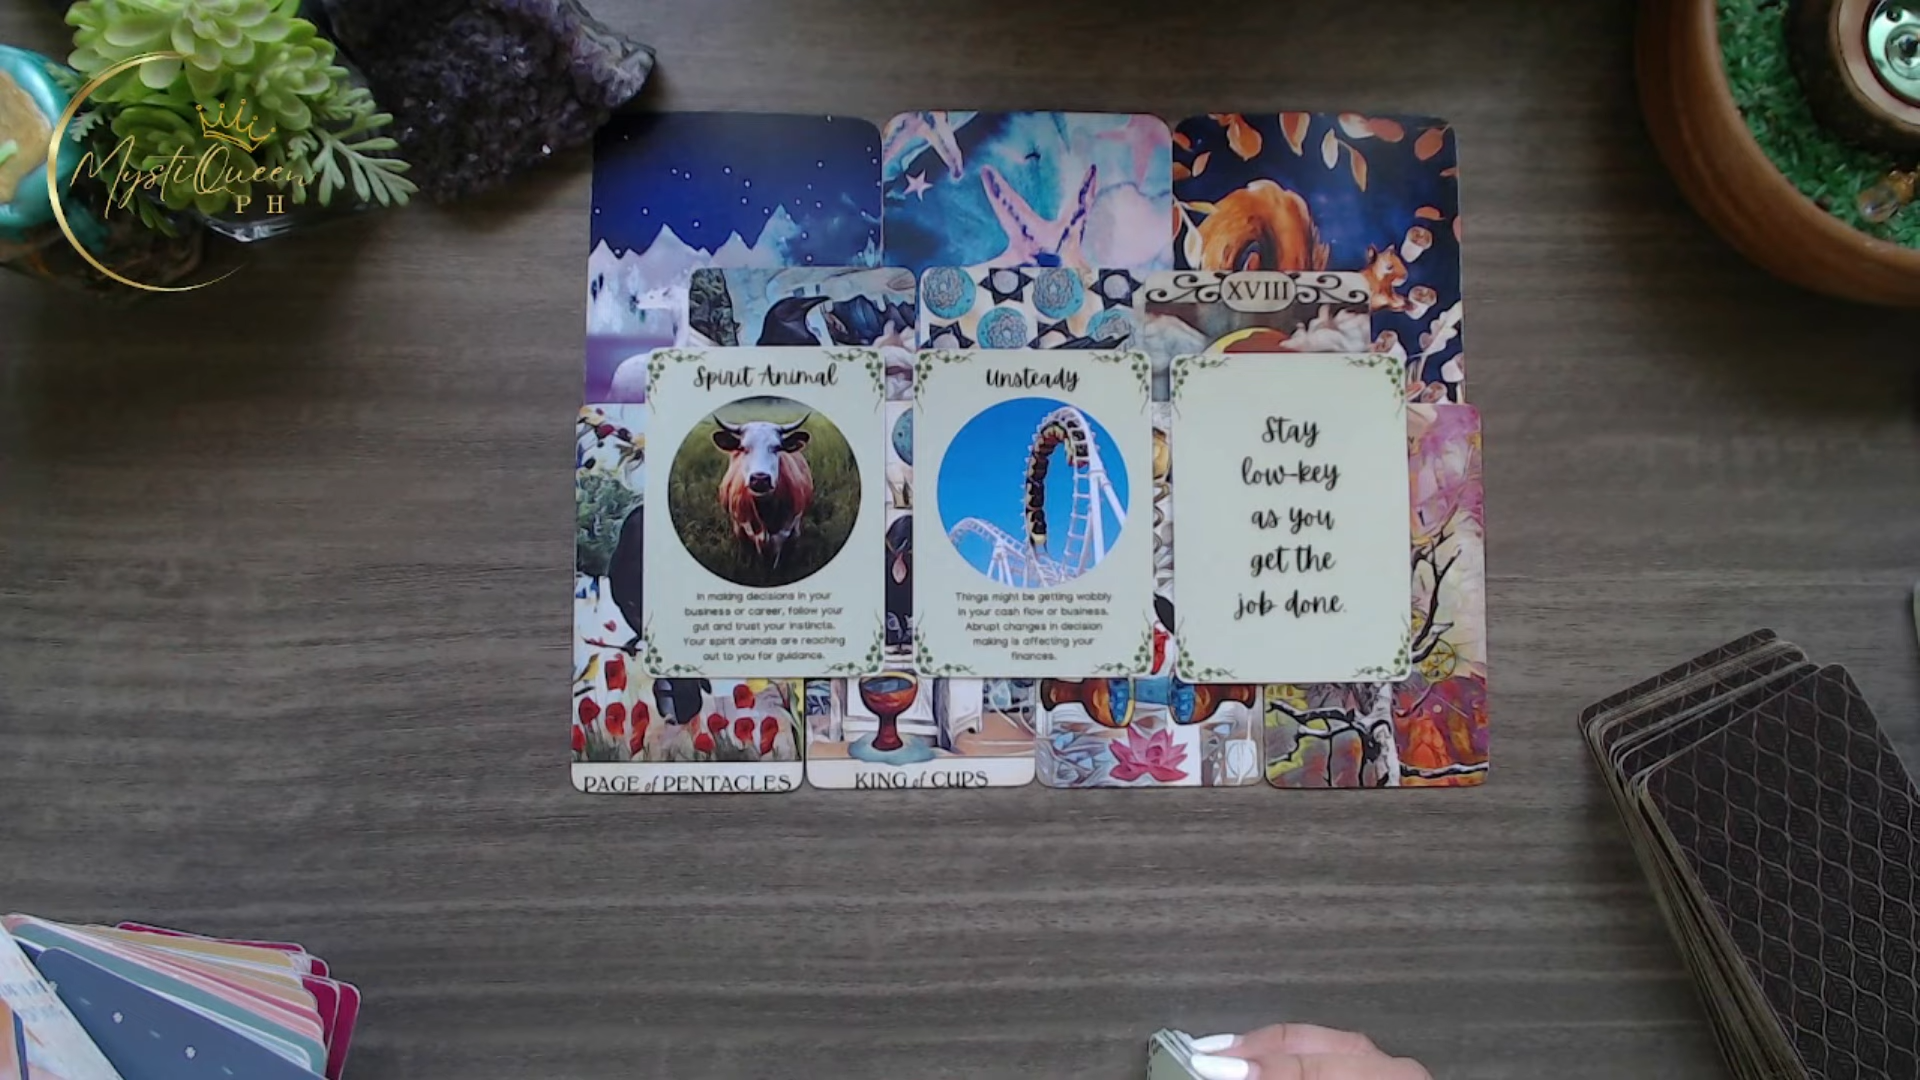 MystiQueen
PH
XVIII
Spirit Animal
In making decisions in your
business or career, follow your
gut and trust your instincts.
Your spirit animals are reaching
out to you for guidance.
Unsteady
Things might be getting wobbly
in your cash flow or business.
Abrupt changes in decision
making is affecting your
finances.
Stay
low-key
as you
get the
job done.
PAGE of PENTACLES
KING of CUPS